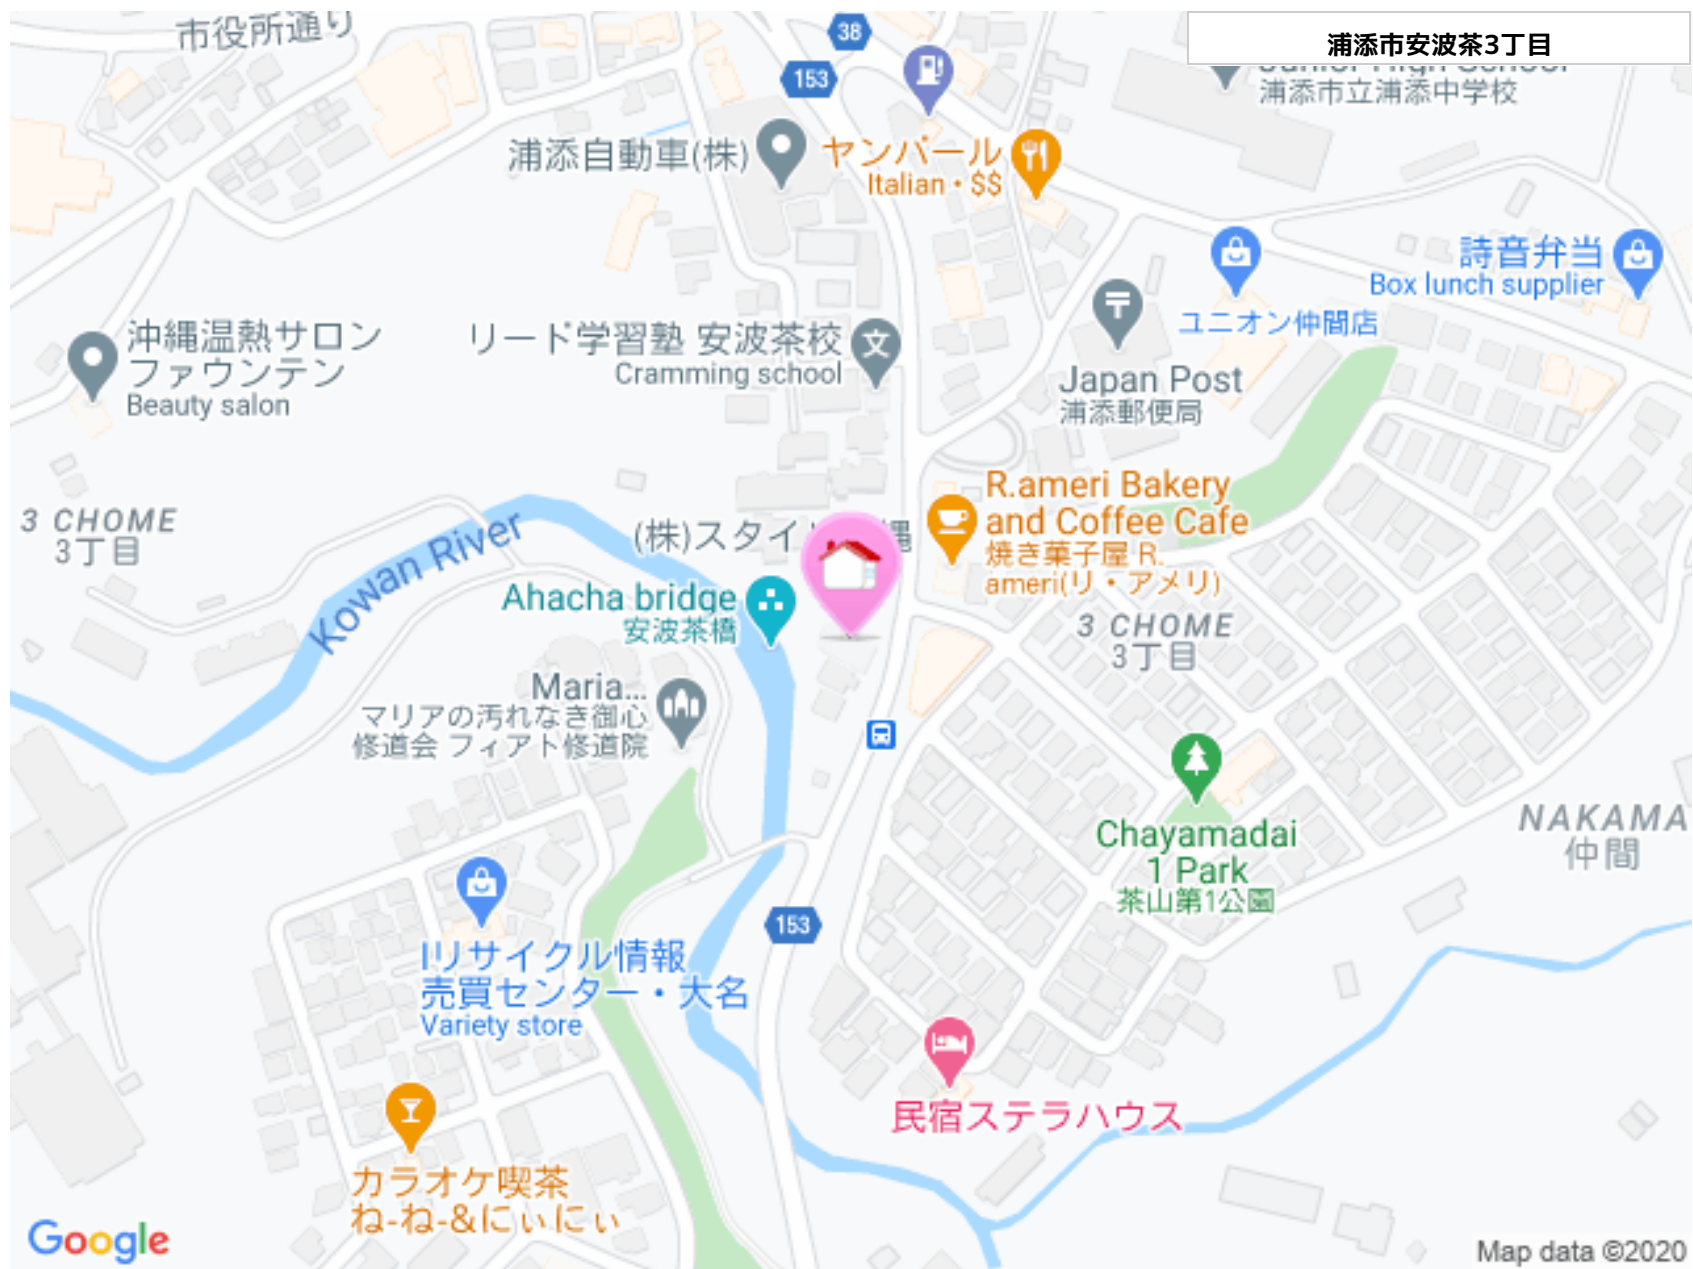 市役所通り
38
153
浦添市安波茶3丁目
浦添市立浦添中学校
浦添自動車(株)
ヤンバール
Italian • $$
詩音弁当
Box lunch supplier
ユニオン仲間店
沖縄温熱サロン
ファウンテン
Beauty salon
リード学習塾 安波茶校
Cramming school
Japan Post
浦添郵便局
3 CHOME
3丁目
Kowan River
(株)スタイ
縄
R.ameri Bakery
and Coffee Cafe
焼き菓子屋 R.
ameri(リ・アメリ)
Ahacha bridge
安波茶橋
3 CHOME
3丁目
Maria...
マリアの汚れなき御心
修道会 フィアト修道院
Chayamadai
1 Park
茶山第1公園
NAKAMA
仲間
153
Iリサイクル情報
売買センター・大名
Variety store
民宿ステラハウス
カラオケ喫茶
ね-ね-&にぃにぃ
Google
Map data ©2020